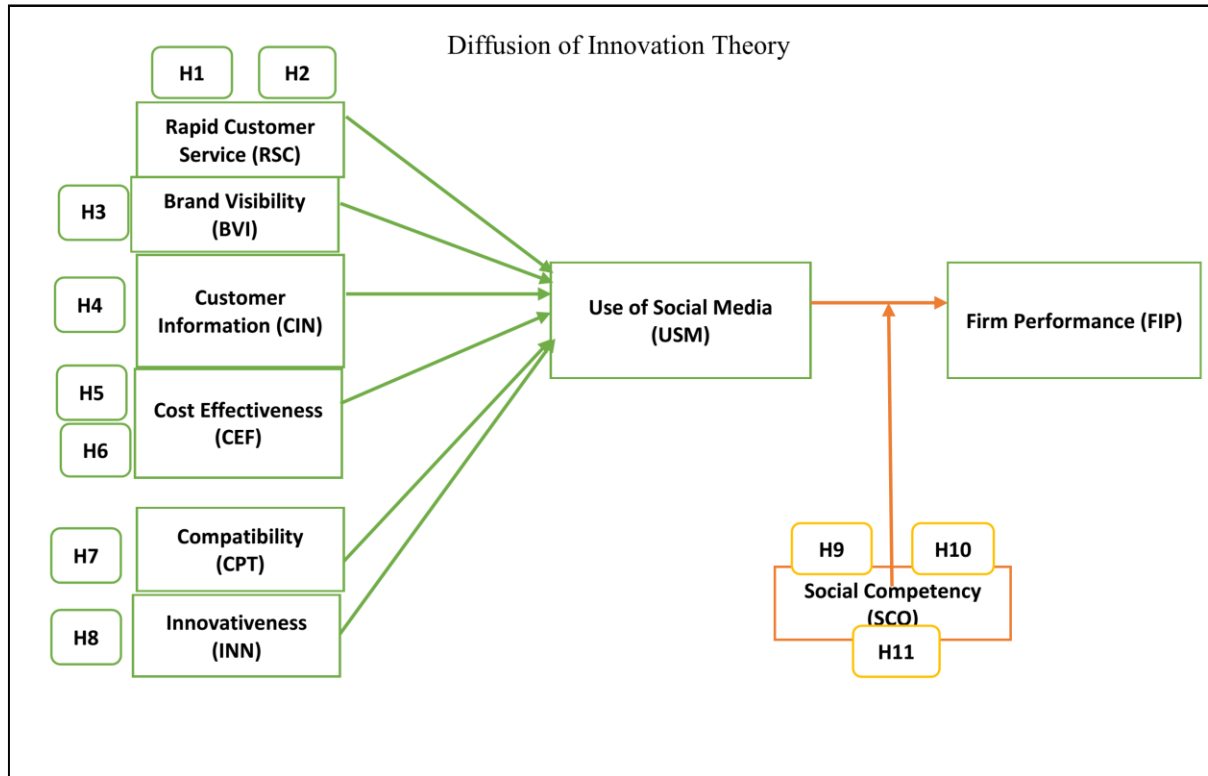 Diffusion of Innovation Theory
H1
H2
Rapid Customer
Service (RSC)
H3
Brand Visibility
(BVI)
H4
Customer
Information (CIN)
Use of Social Media
(USM)
Firm Performance (FIP)
H5
Cost Effectiveness
(CEF)
H6
H7
Compatibility
(CPT)
H8
Innovativeness
(INN)
H9
H10
Social Competency
(SCO)
H11